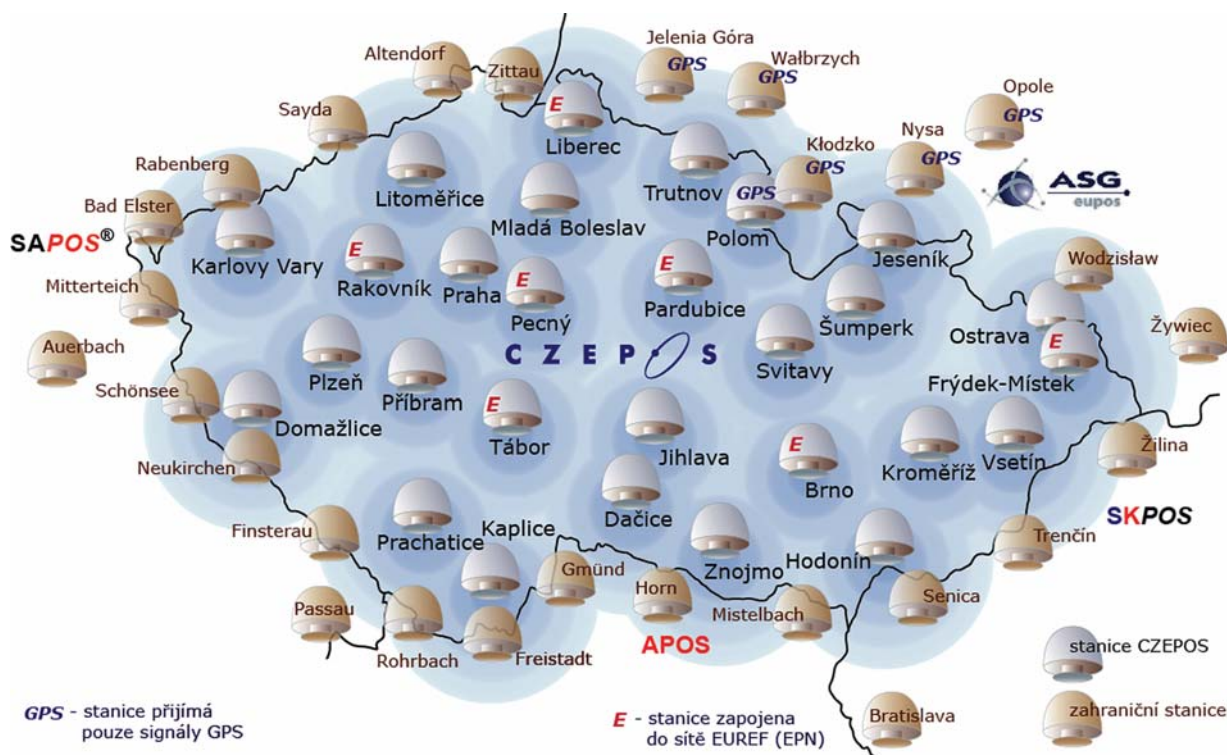 Jelenia Góra
GPS
Wałbrzych
GPS
Altendorf
Zittau
Opole
GPS
Sayda
E
Liberec
Nysa
GPS
Kłodzko
GPS
Rabenberg
Litoměřice
Trutnov
GPS
ASG
eupos
Bad Elster
Mladá Boleslav
Polom
Jeseník
SAPOS®
Karlovy Vary
E
Rakovník
Praha
E
Pecný
E
Pardubice
Wodzisław
Mitterteich
Šumperk
Ostrava
Żywiec
Auerbach
CZEPOS
E
Plzeň
Svitavy
Frýdek-Místek
Schönsee
Příbram
E
Domažlice
Tábor
Jihlava
E
Kroměříž
Vsetín
Žilina
Neukirchen
Brno
Finsterau
Prachatice
Kaplice
Dačice
SKPOS
Trenčín
Gmünd
Znojmo
Hodonín
Horn
Senica
Passau
Mistelbach
Rohrbach
Freistadt
APOS
stanice CZEPOS
GPS - stanice přijímá
pouze signály GPS
E - stanice zapojena
do sítě EUREF (EPN)
Bratislava
zahraniční stanice